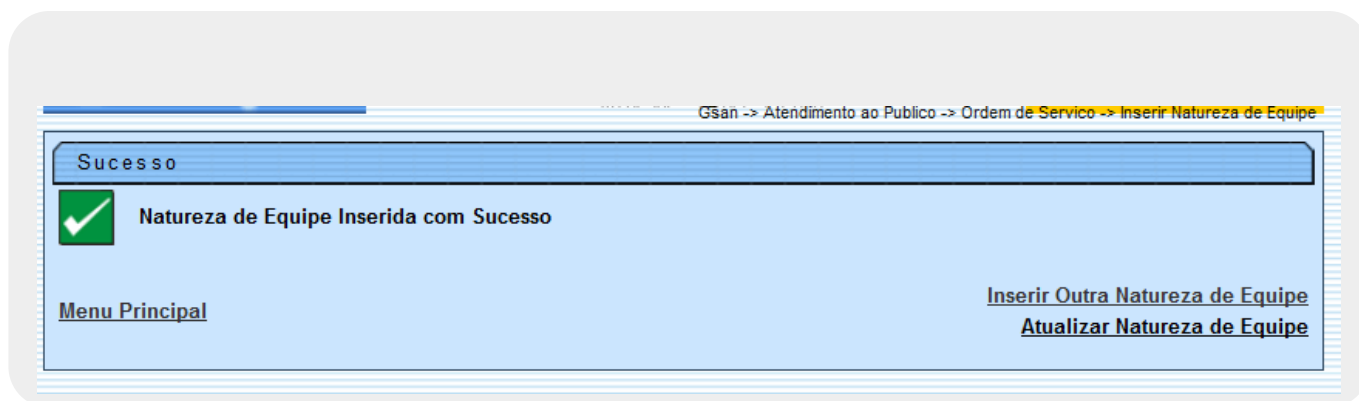 Gsan -> Atendimento ao Publico -> Ordem de Servico -> Inserir Natureza de Equipe
Sucesso
Natureza de Equipe Inserida com Sucesso
Inserir Outra Natureza de Equipe
Menu Principal
Atualizar Natureza de Equipe